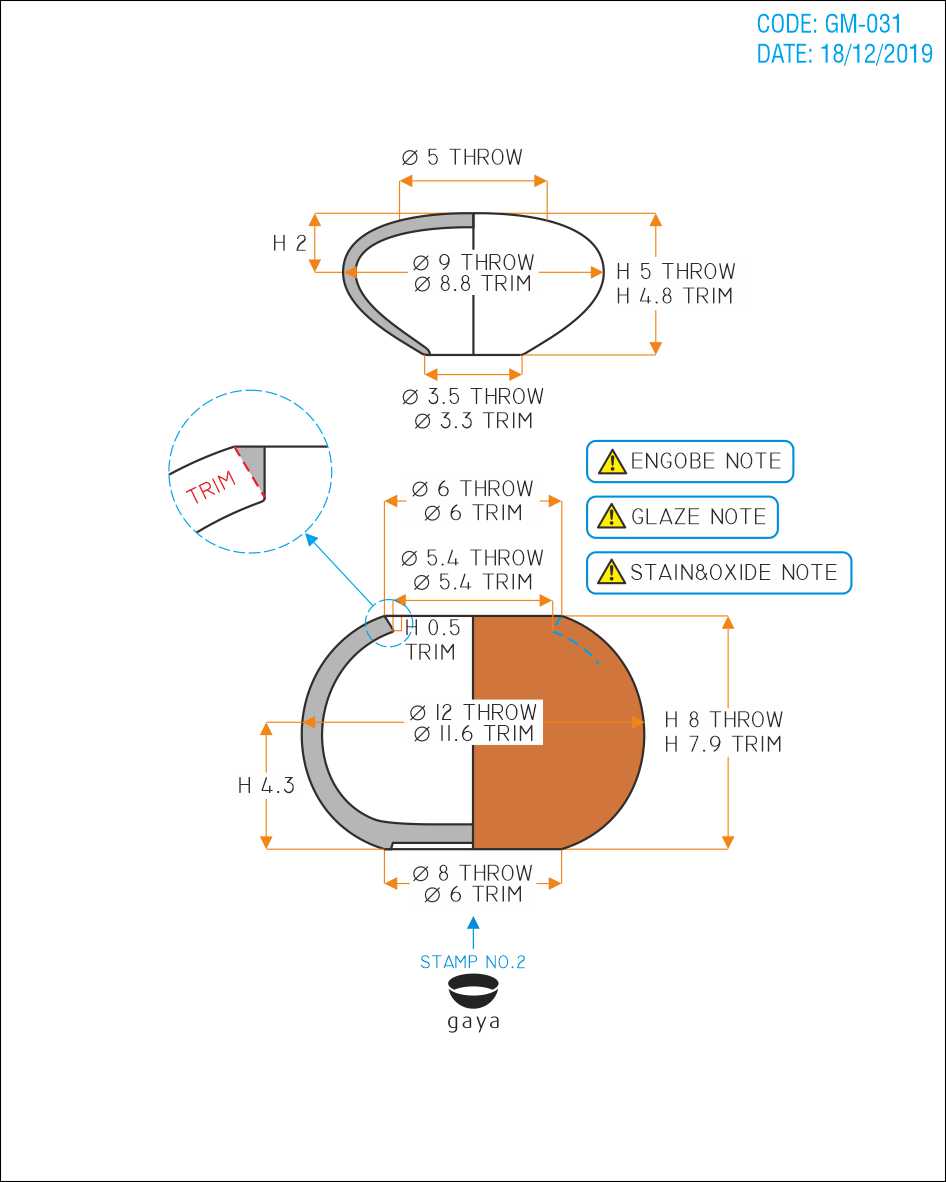 CODE: GM-031
DATE: 18/12/2019
Ø 5 THROW
H 2
Ø 9 THROW
Ø 8.8 TRIM
H 5 THROW
H 4.8 TRIM
Ø 3.5 THROW
Ø 3.3 TRIM
TRIM
ENGOBE NOTE
Ø 6 THROW
Ø 6 TRIM
GLAZE NOTE
Ø 5.4 THROW
Ø 5.4 TRIM
STAIN&OXIDE NOTE
H 0.5
TRIM
Ø 12 THROW
Ø 11.6 TRIM
H 8 THROW
H 7.9 TRIM
H 4.3
Ø 8 THROW
Ø 6 TRIM
STAMP NO.2
gaya